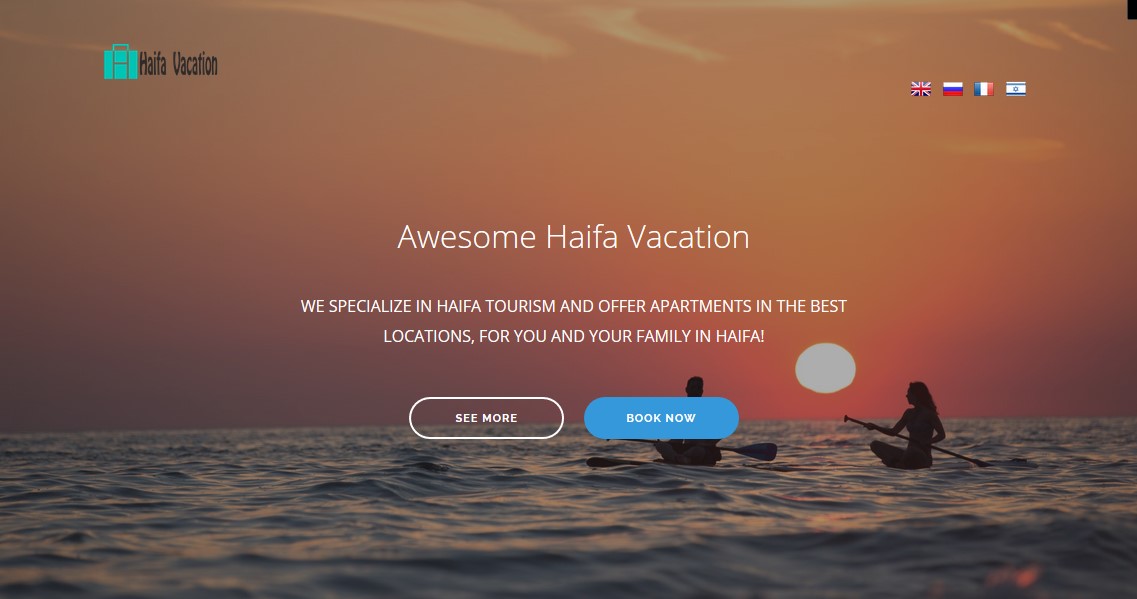 Haifa Vacation
Awesome Haifa Vacation
WE SPECIALIZE IN HAIFA TOURISM AND OFFER APARTMENTS IN THE BEST
LOCATIONS, FOR YOU AND YOUR FAMILY IN HAIFA!
SEE MORE
BOOK NOW